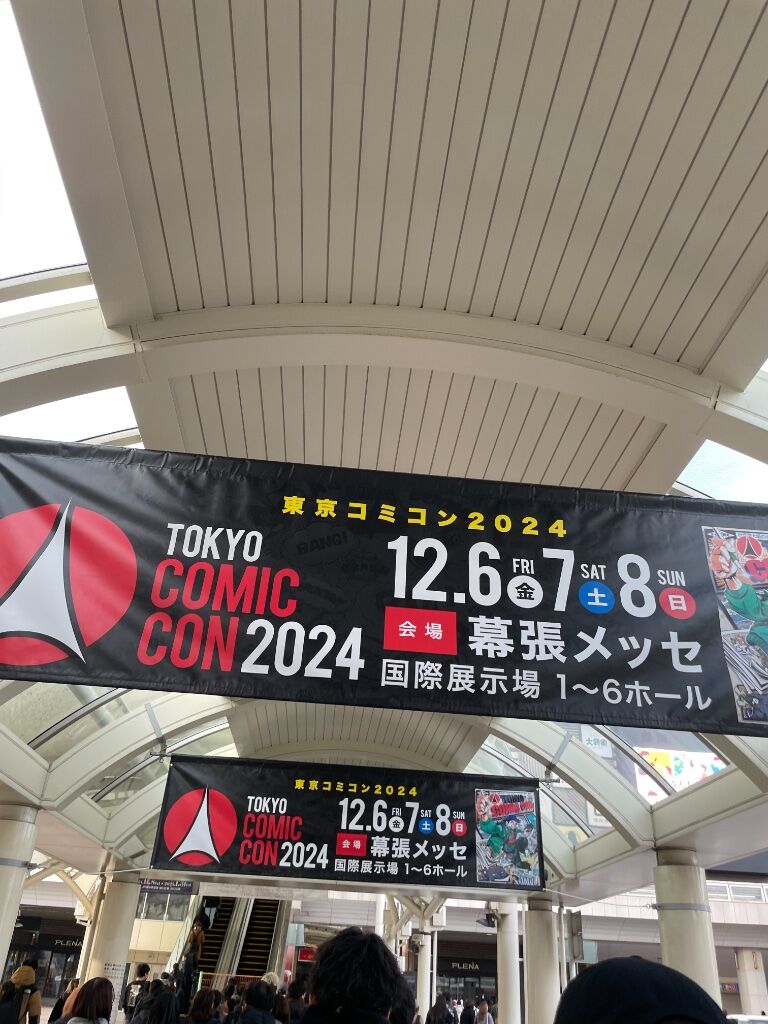 東京コミコン2024
TOKYO
COMIC
CON 2024
12.6 FRI 金 7 SAT 土 8 SUN 日
会場 幕張メッセ
国際展示場 1～6ホール
BANG!
東京コミコン2024
TOKYO
COMIC
CON 2024
12.6 FRI 金 7 SAT 土 8 SUN 日
会場 幕張メッセ
国際展示場 1～6ホール
PLENA
PLENA